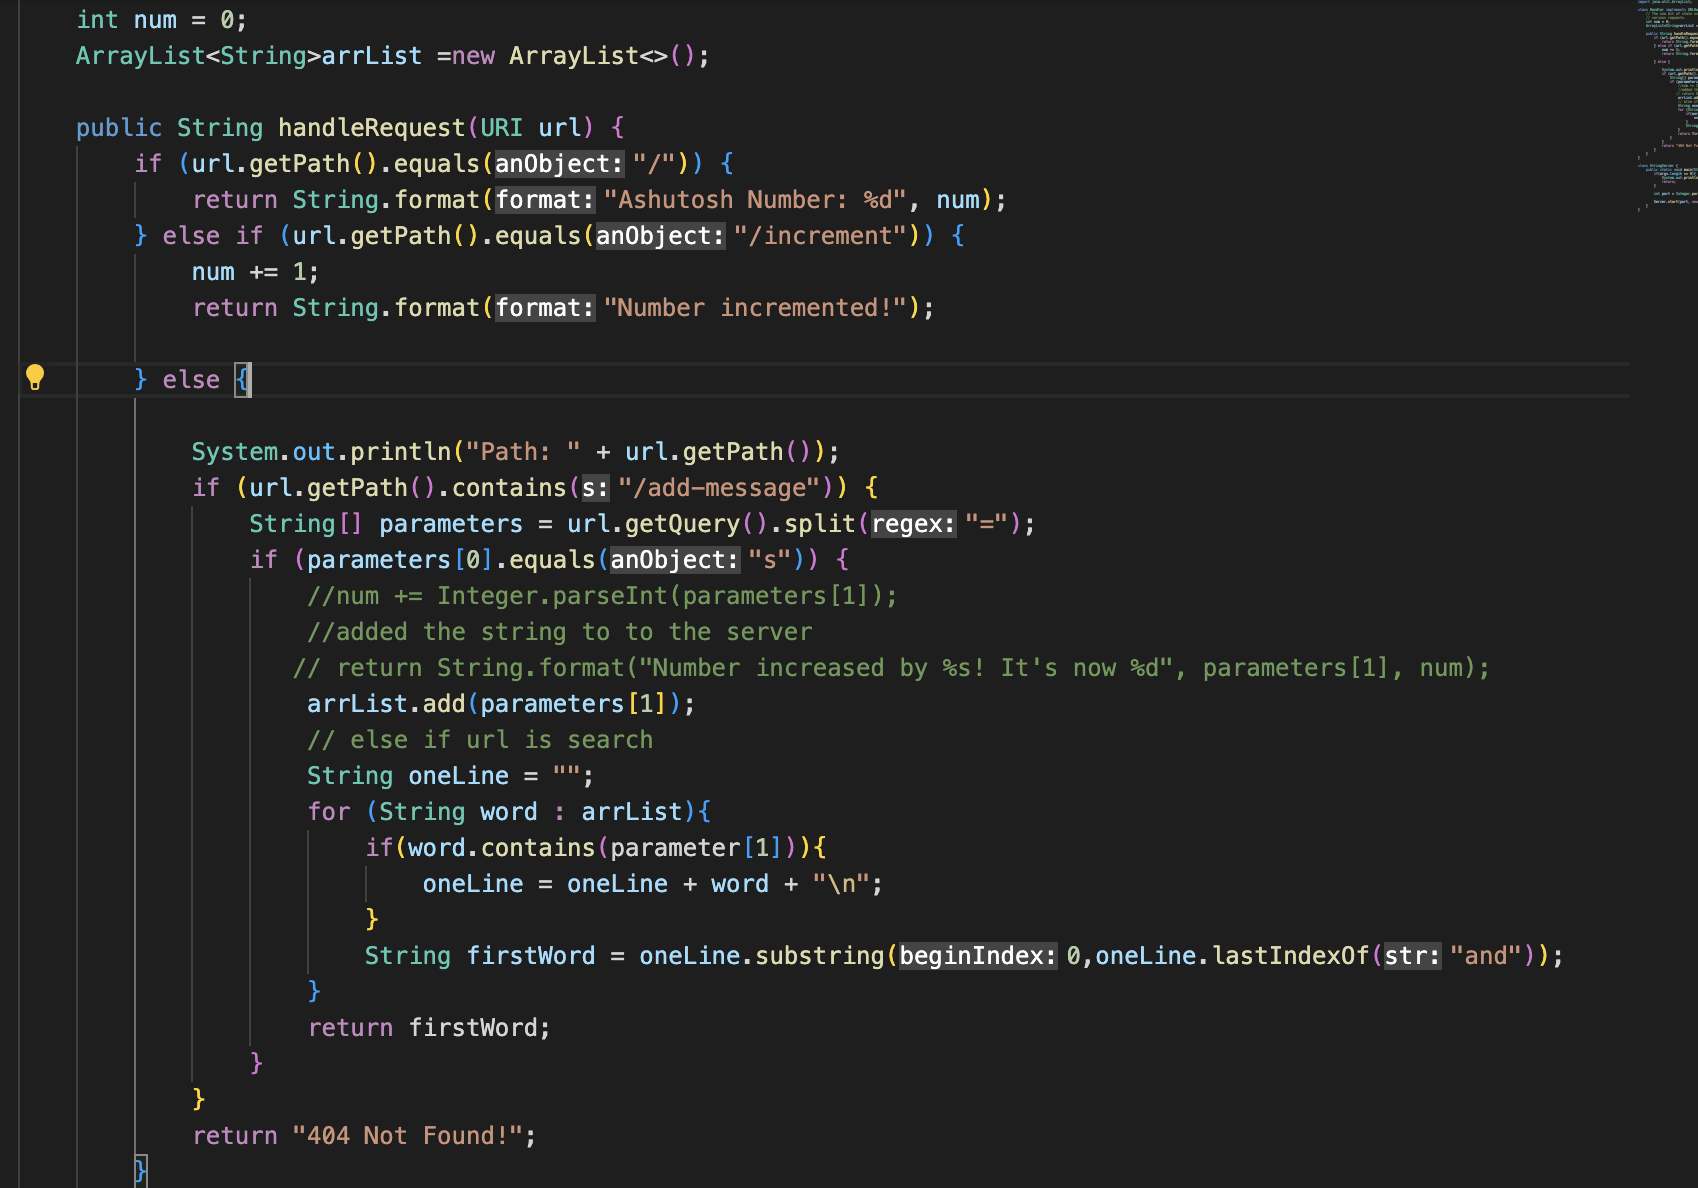 int num = 0;
ArrayList<String>arrList =new ArrayList<>();
public String handleRequest(URI url) {
if (url.getPath().equals(anObject: "/")) {
return String.format(format: "Ashutosh Number: %d", num);
} else if (url.getPath().equals(anObject: "/increment")) {
num += 1;
return String.format(format: "Number incremented!");
} else {
System.out.println("Path: " + url.getPath());
if (url.getPath().contains(s: "/add-message")) {
String[] parameters = url.getQuery().split(regex: "=");
if (parameters[0].equals(anObject: "s")) {
//num += Integer.parseInt(parameters[1]);
//added the string to to the server
// return String.format("Number increased by %s! It's now %d", parameters[1], num);
arrList.add(parameters[1]);
// else if url is search
String oneLine = "";
for (String word : arrList){
if(word.contains(parameter[1])){
oneLine = oneLine + word + "\n";
}
String firstWord = oneLine.substring(beginIndex: 0,oneLine.lastIndexOf(str: "and"));
}
return firstWord;
}
}
return "404 Not Found!";
}